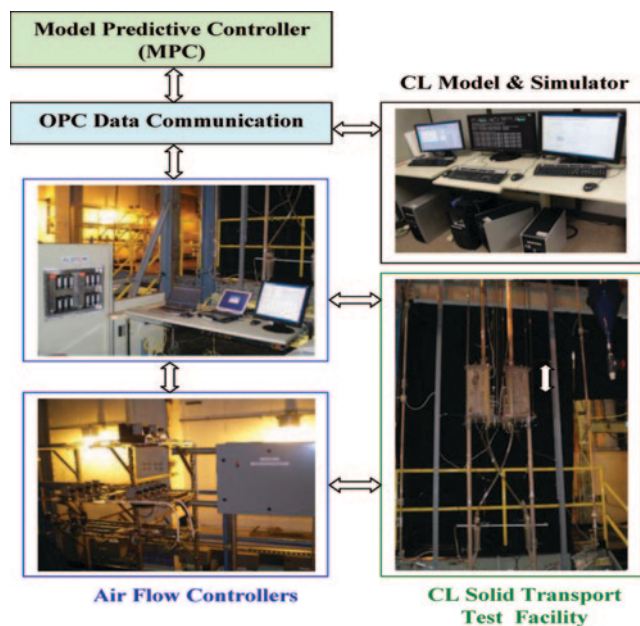 Model Predictive Controller
(MPC)
CL Model & Simulator
OPC Data Communication
Air Flow Controllers
CL Solid Transport
Test Facility